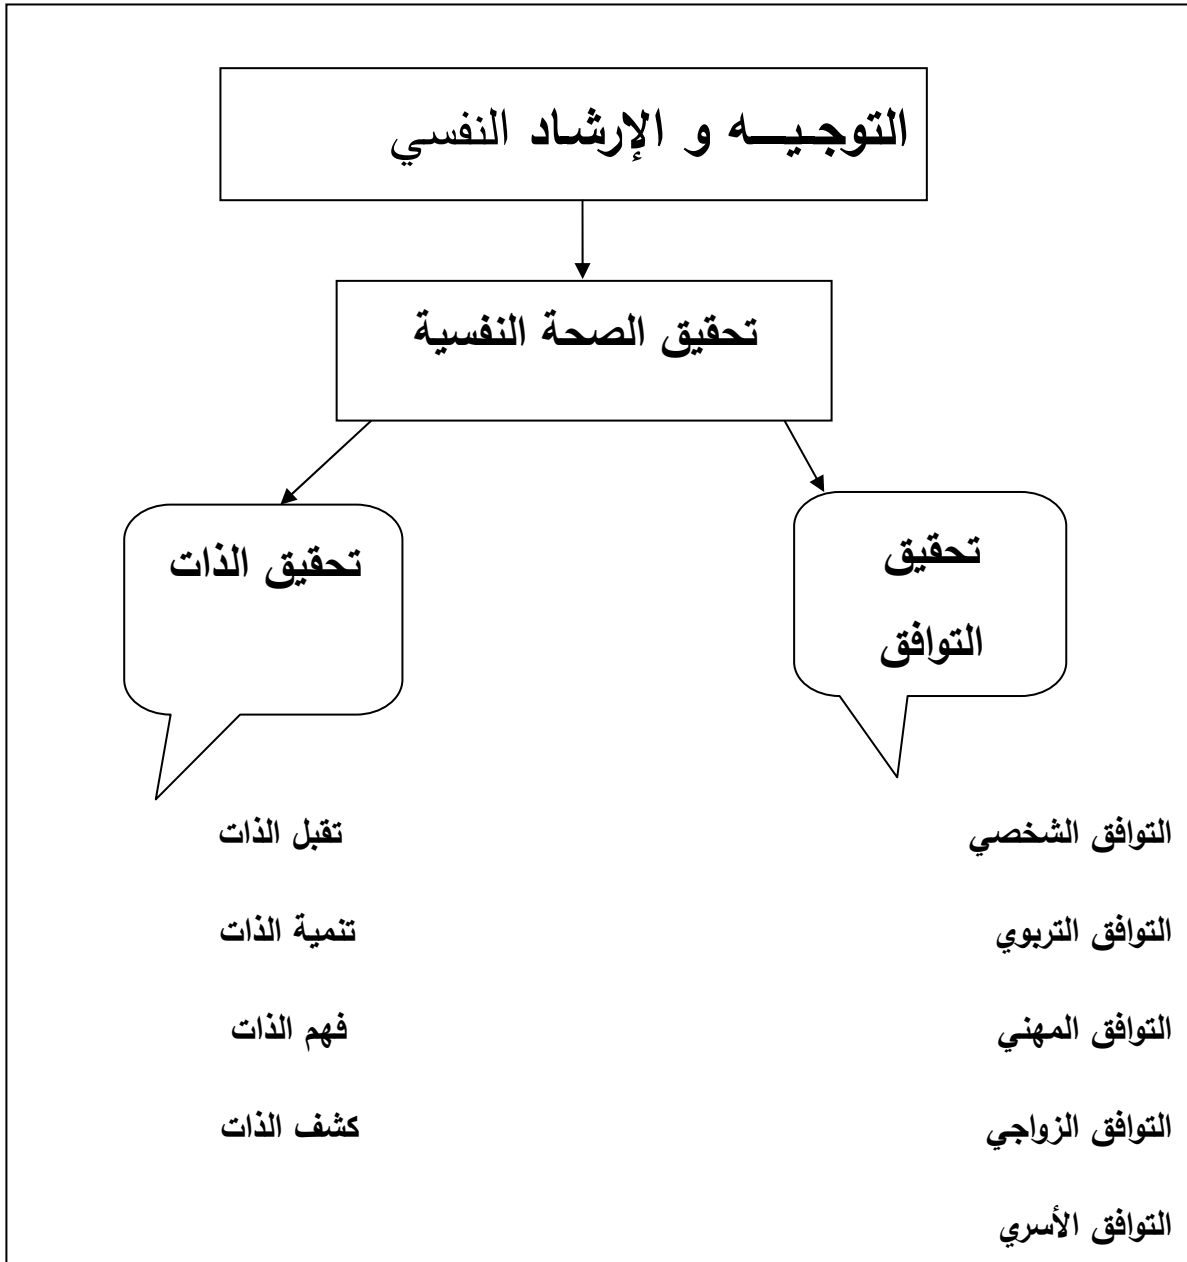 التوجيـــه و الإرشاد النفسي
تحقيق الصحة النفسية
تحقيق
التوافق
تحقيق الذات
التوافق الشخصي
تقبل الذات
التوافق التربوي
تنمية الذات
التوافق المهني
فهم الذات
التوافق الزواجي
كشف الذات
التوافق الأسري